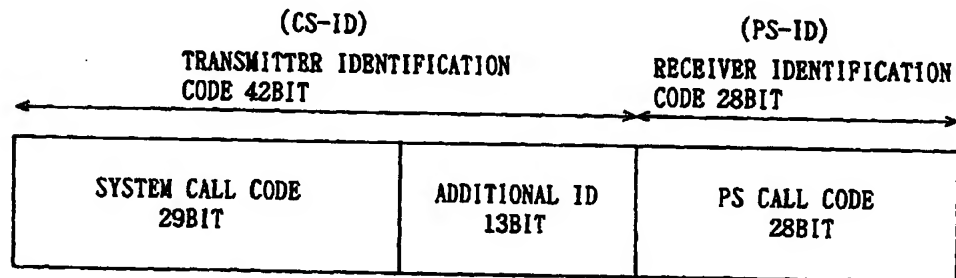 (CS-ID)
TRANSMITTER IDENTIFICATION
CODE 42BIT
(PS-ID)
RECEIVER IDENTIFICATION
CODE 28BIT
SYSTEM CALL CODE
29BIT
ADDITIONAL ID
13BIT
PS CALL CODE
28BIT